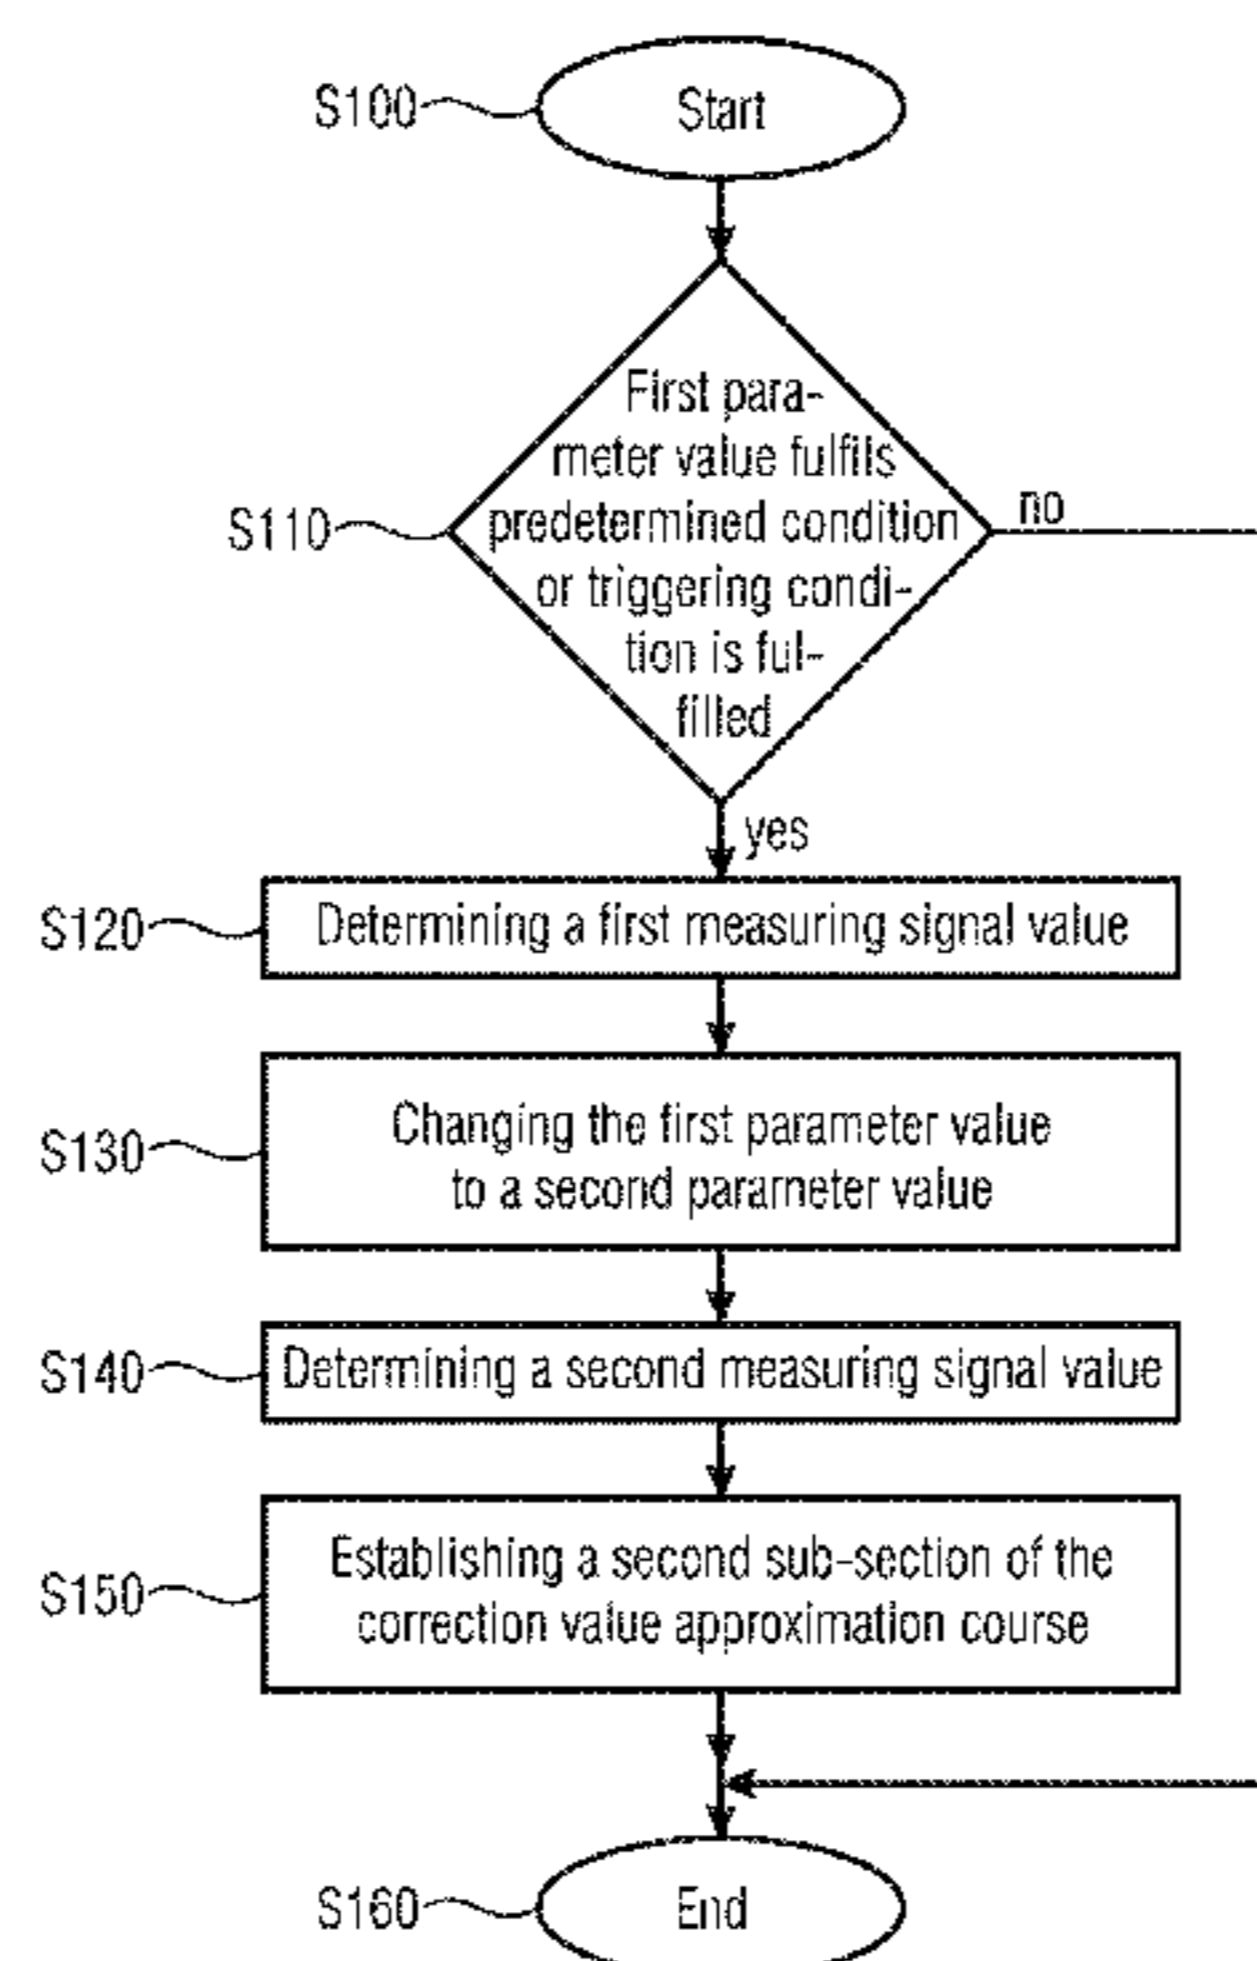 S100
Start
First para-
meter value fulfils
S110
predetermined condition
no
or triggering condi-
tion is ful-
filled
yes
S120
Determining a first measuring signal value
S130
Changing the first parameter value
to a second parameter value
S140
Determining a second measuring signal value
S150
Establishing a second sub-section of the
correction value approximation course
S160
End